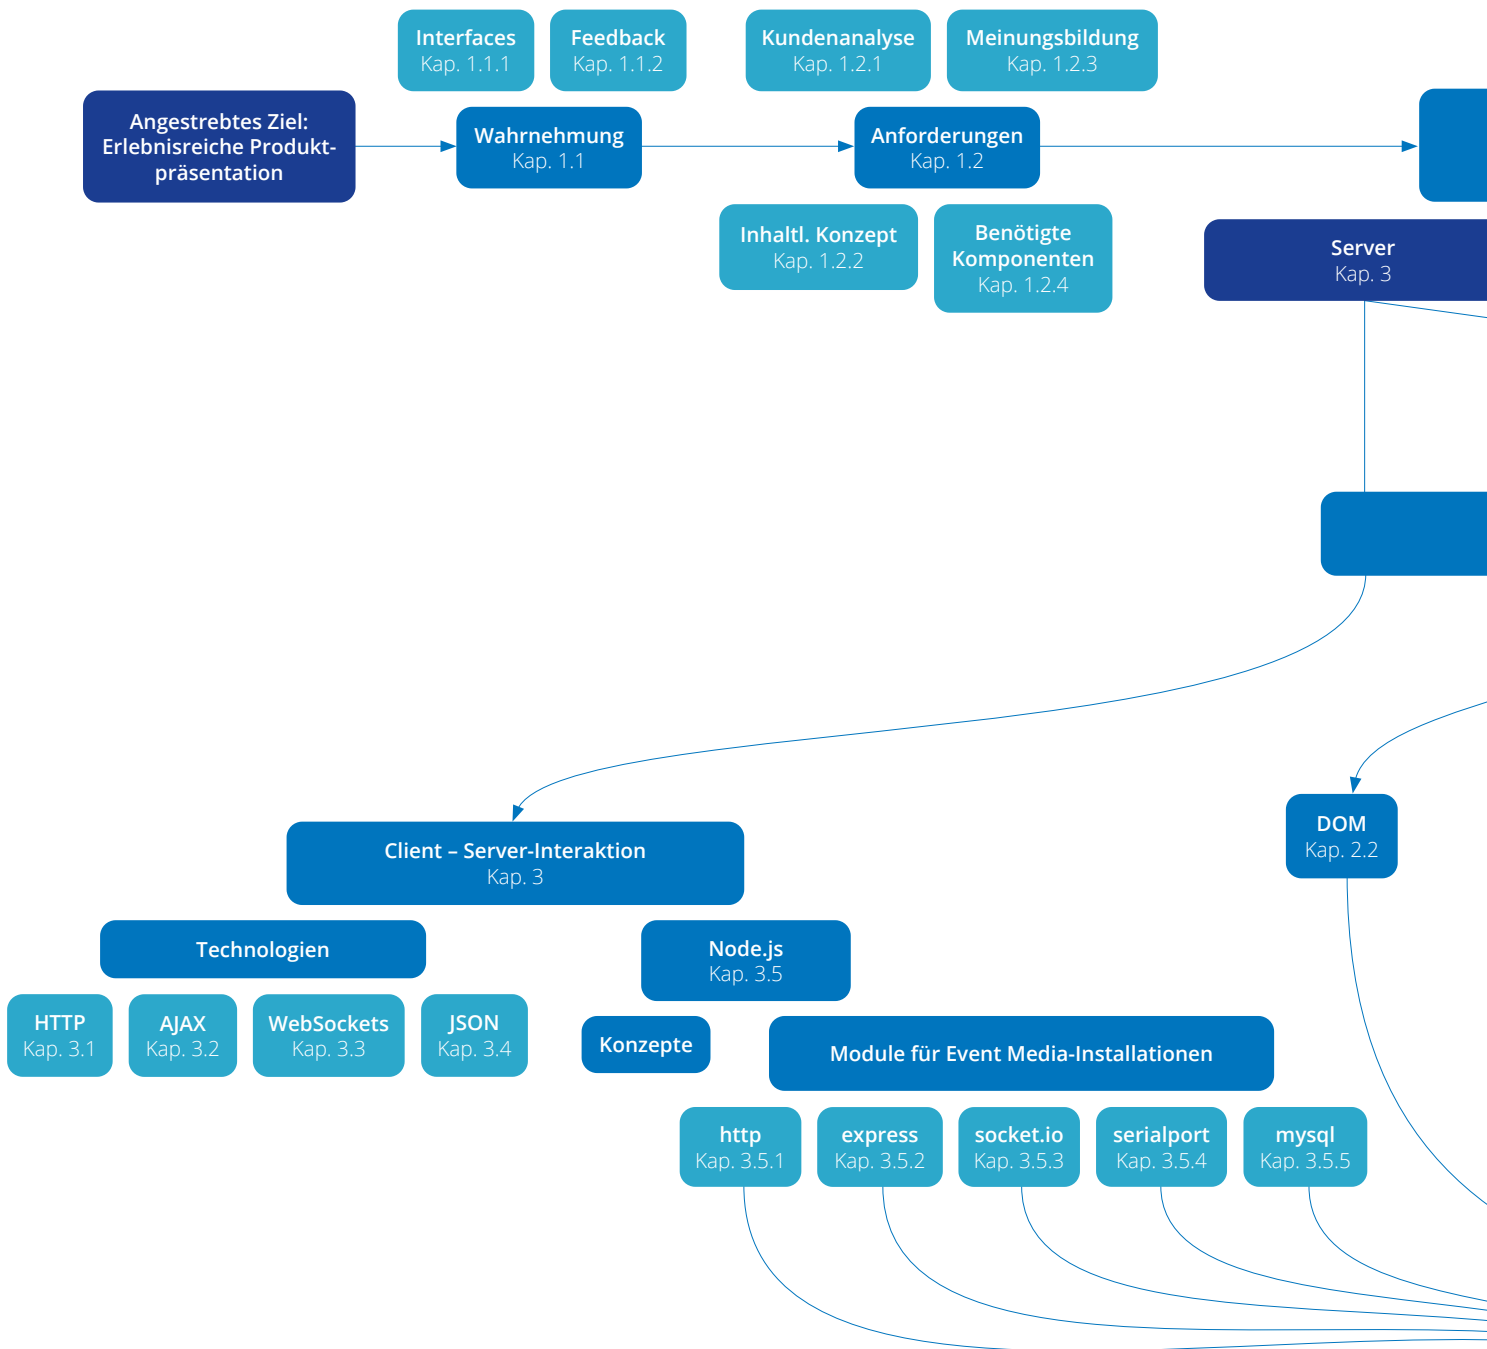 Interfaces
Kap. 1.1.1
Feedback
Kap. 1.1.2
Kundenanalyse
Kap. 1.2.1
Meinungsbildung
Kap. 1.2.3
Angestrebtes Ziel:
Erlebnisreiche Produkt-
präsentation
Wahrnehmung
Kap. 1.1
Anforderungen
Kap. 1.2
Inhaltl. Konzept
Kap. 1.2.2
Benötigte
Komponenten
Kap. 1.2.4
Server
Kap. 3
DOM
Kap. 2.2
Client – Server-Interaktion
Kap. 3
Technologien
Node.js
Kap. 3.5
HTTP
Kap. 3.1
AJAX
Kap. 3.2
WebSockets
Kap. 3.3
JSON
Kap. 3.4
Konzepte
Module für Event Media-Installationen
http
Kap. 3.5.1
express
Kap. 3.5.2
socket.io
Kap. 3.5.3
serialport
Kap. 3.5.4
mysql
Kap. 3.5.5